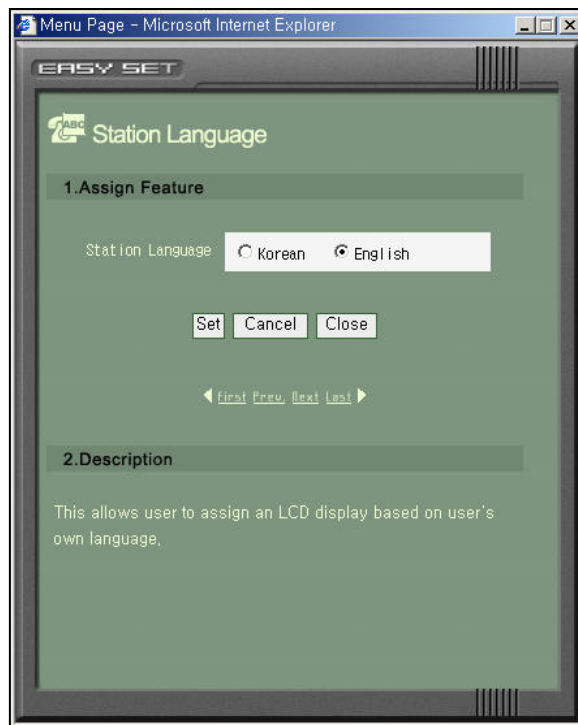 Menu Page - Microsoft Internet Explorer
EASY SET
ABC
Station Language
1.Assign Feature
Station Language Korean English
Set Cancel Close
First Prev. Next Last
2.Description
This allows user to assign an LCD display based on user's
own language.